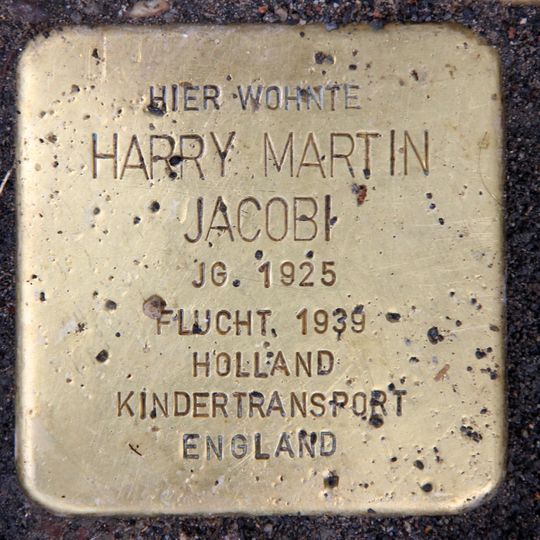 HIER WOHNTE
HARRY MARTIN
JACOBI
JG. 1925
FLUCHT 1939
HOLLAND
KINDERTRANSPORT
ENGLAND